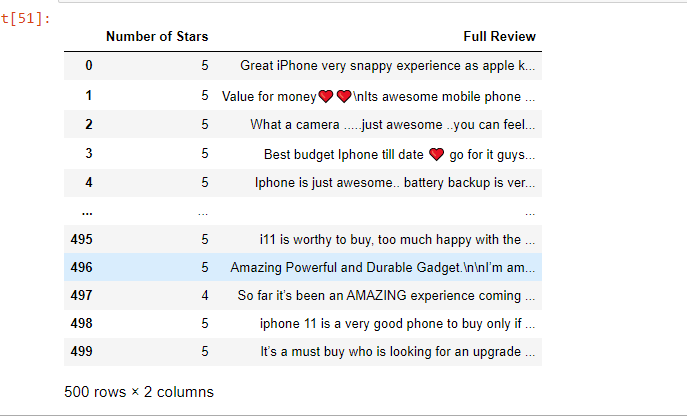 t[51]:
Number of Stars Full Review
0 5 Great iPhone very snappy experience as apple k...
1 5 Value for money❤️❤️\nIts awesome mobile phone ...
2 5 What a camera .....just awesome ..you can feel...
3 5 Best budget Iphone till date ❤️ go for it guys...
4 5 Iphone is just awesome.. battery backup is ver...
... ... ...
495 5 i11 is worthy to buy, too much happy with the ...
496 5 Amazing Powerful and Durable Gadget.\n\nI’m am...
497 4 So far it’s been an AMAZING experience coming ...
498 5 iphone 11 is a very good phone to buy only if ...
499 5 It’s a must buy who is looking for an upgrade ...
500 rows × 2 columns